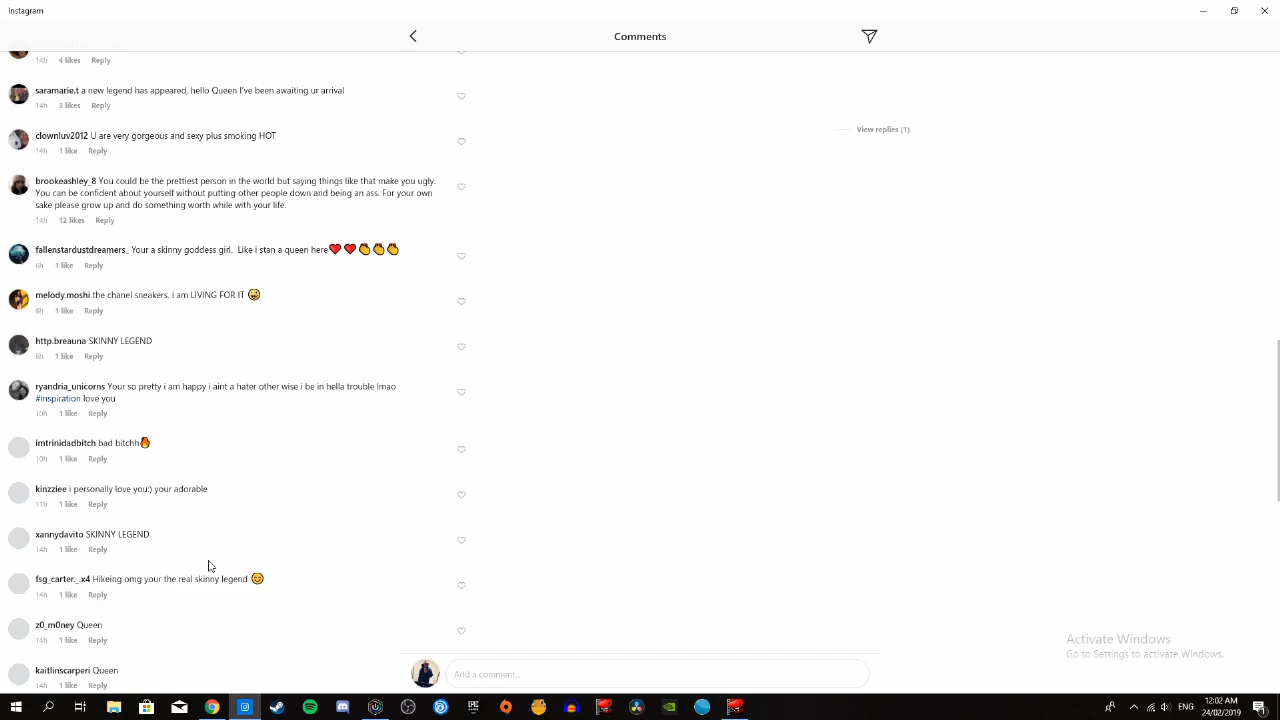 Instagram
Comments
14h 4 likes Reply
saramarie.t a new legend has appeared, hello Queen I've been awaiting ur arrival
14h 3 likes Reply
View replies (1)
clownluv2012 U are very gorgeous and sexy plus smoking HOT
14h 1 like Reply
brookeashley_8 You could be the prettiest person in the world but saying things like that make you ugly.
You can be confident about yourself without putting other people down and being an ass. For your own
sake please grow up and do something worth while with your life.
14h 12 likes Reply
fallenstardustdreamers_ Your a skinny goddess girl. Like i stan a queen here❤️❤️👏👏👏
6h 1 like Reply
melody.moshi the chanel sneakers. i am LIVING FOR IT 😜
6h 1 like Reply
http.breauna SKINNY LEGEND
6h 1 like Reply
ryandria_unicorns Your so pretty i am happy i aint a hater other wise i be in hella trouble lmao
#inspiration love you
10h 1 like Reply
imtrinidadbitch bad bitchh🔥
10h 1 like Reply
kinzziee i personally love you:) your adorable
11h 1 like Reply
xannydavito SKINNY LEGEND
14h 1 like Reply
fsg_carter._.x4 Hikeing omg your the real skinny legend 😊
14h 1 like Reply
z0_m0ney Queen
14h 1 like Reply
kaitlinscarperi Queen
14h 1 like Reply
Add a comment..
Activate Windows
Go to Settings to activate Windows.
ENG
12:02 AM
24/02/2019